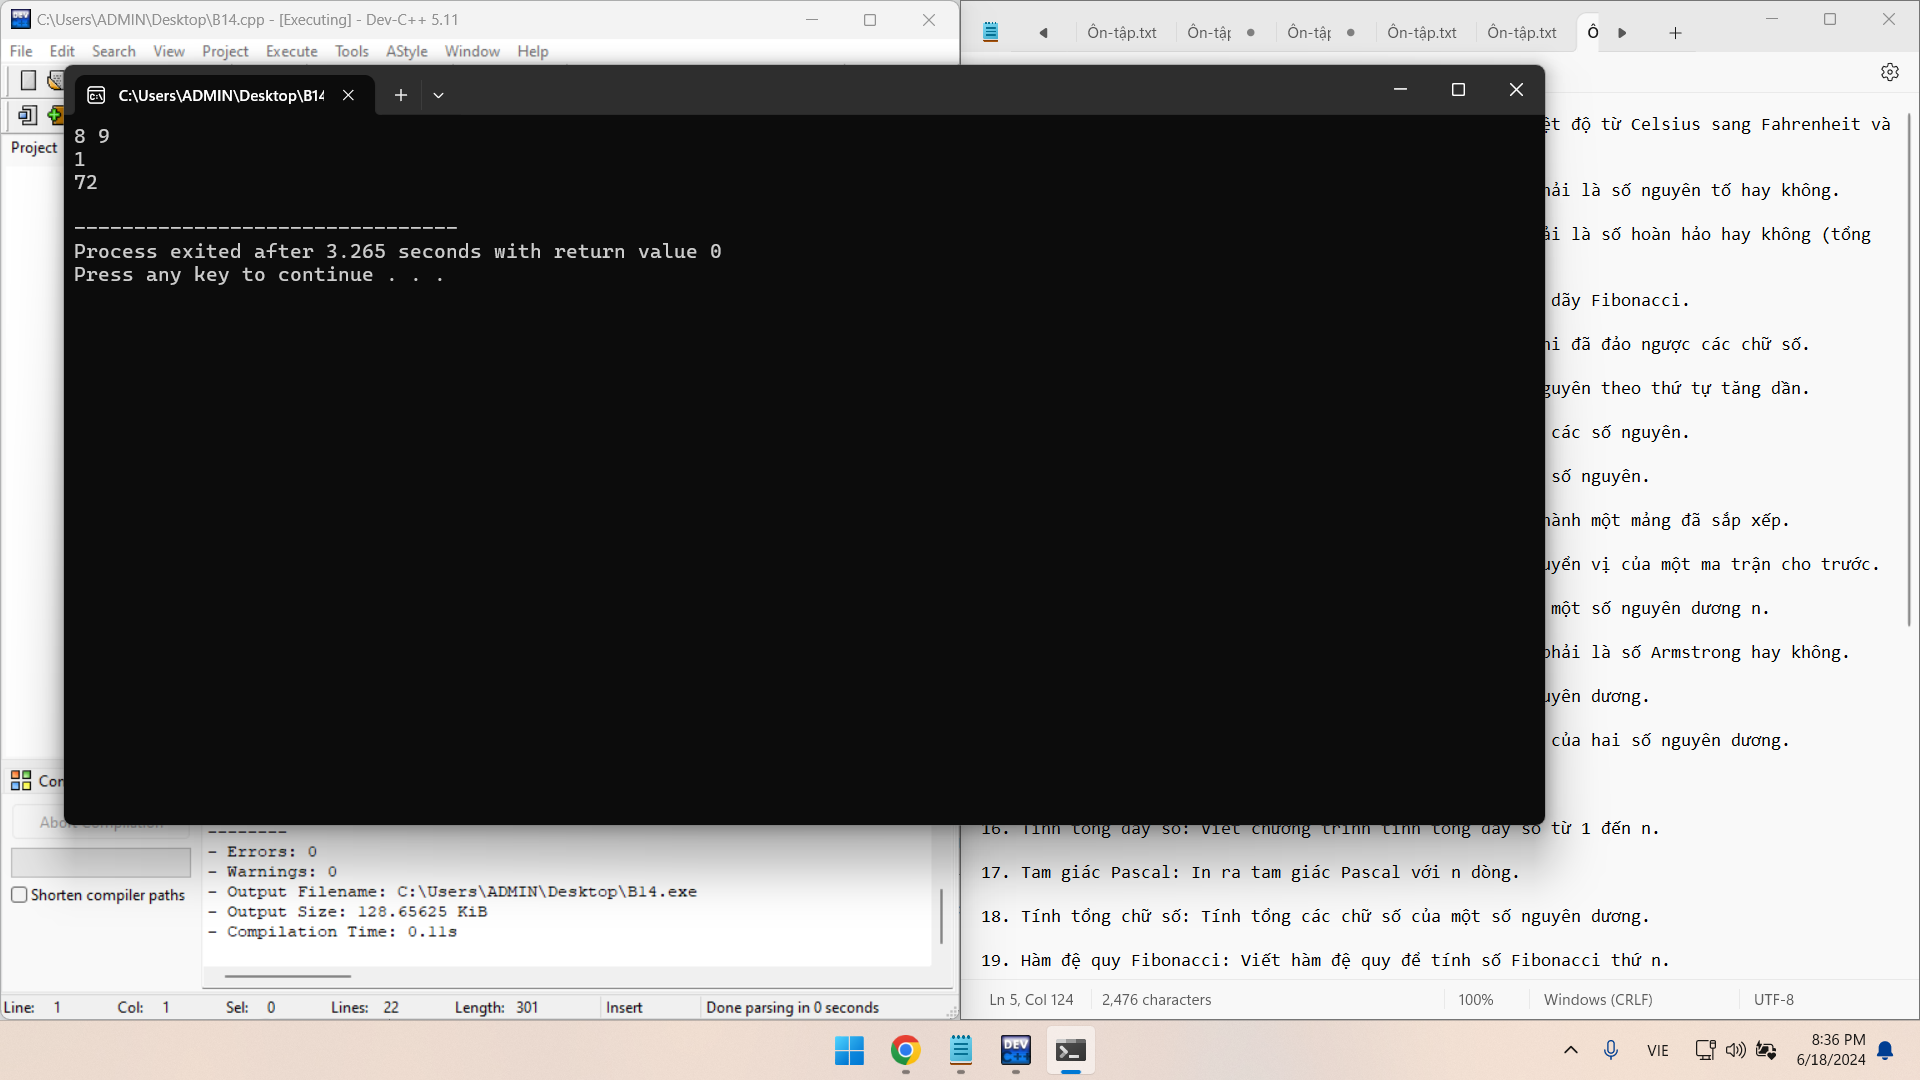 C:\Users\ADMIN\Desktop\B14.cpp - [Executing] - Dev-C++ 5.11
File Edit Search View Project Execute Tools AStyle Window Help
Project
C:\Users\ADMIN\Desktop\B14
8 9
1
72
--------------------------------
Process exited after 3.265 seconds with return value 0
Press any key to continue . . .
Shorten compiler paths
--------
- Errors: 0
- Warnings: 0
- Output Filename: C:\Users\ADMIN\Desktop\B14.exe
- Output Size: 128.65625 KiB
- Compilation Time: 0.11s
Line: 1 Col: 1 Sel: 0 Lines: 22 Length: 301 Insert Done parsing in 0 seconds
Ôn-tập.txt Ôn-tập Ôn-tập Ôn-tập.txt Ôn-tập.txt Ô
độ từ Celsius sang Fahrenheit và
là số nguyên tố hay không.
là số hoàn hảo hay không (tổng
dãy Fibonacci.
đã đảo ngược các chữ số.
theo thứ tự tăng dần.
các số nguyên.
số nguyên.
một mảng đã sắp xếp.
vị của một ma trận cho trước.
một số nguyên dương n.
là số Armstrong hay không.
dương.
của hai số nguyên dương.
16. Tính tổng dãy số: Viết chương trình tính tổng dãy số từ 1 đến n.
17. Tam giác Pascal: In ra tam giác Pascal với n dòng.
18. Tính tổng chữ số: Tính tổng các chữ số của một số nguyên dương.
19. Hàm đệ quy Fibonacci: Viết hàm đệ quy để tính số Fibonacci thứ n.
Ln 5, Col 124 2,476 characters 100% Windows (CRLF) UTF-8
DEV C++
VIE
8:36 PM
6/18/2024